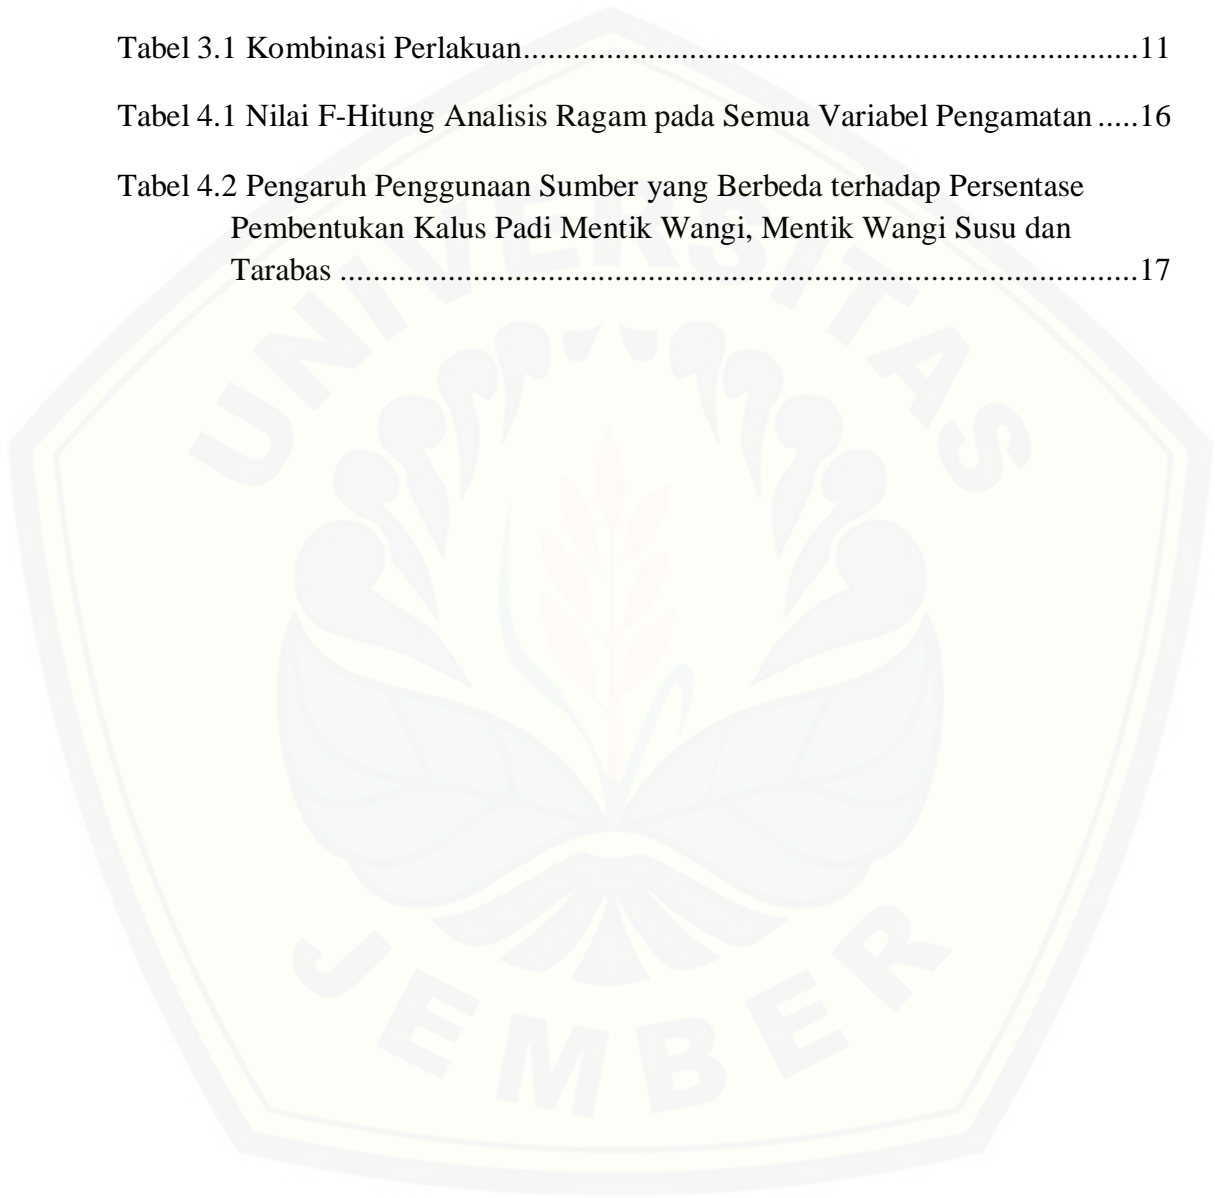 Tabel 3.1 Kombinasi Perlakuan..........................................................................11
Tabel 4.1 Nilai F-Hitung Analisis Ragam pada Semua Variabel Pengamatan .....16
Tabel 4.2 Pengaruh Penggunaan Sumber yang Berbeda terhadap Persentase
Pembentukan Kalus Padi Mentik Wangi, Mentik Wangi Susu dan
Tarabas ................................................................................................17
UNIVERSITAS
JEMBER